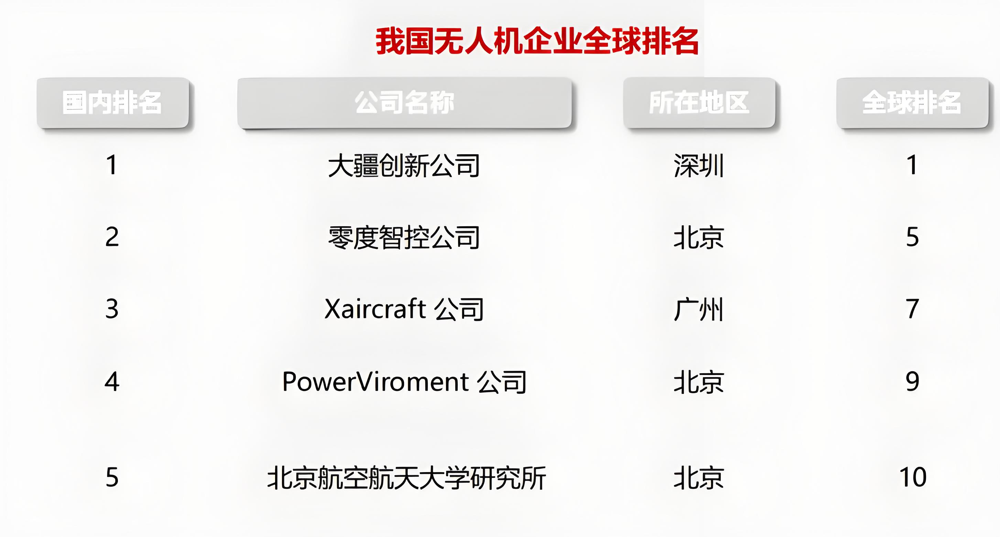 我国无人机企业全球排名
国内排名 公司名称 所在地区 全球排名
1 大疆创新公司 深圳 1
2 零度智控公司 北京 5
3 Xaircraft 公司 广州 7
4 PowerViroment 公司 北京 9
5 北京航空航天大学研究所 北京 10